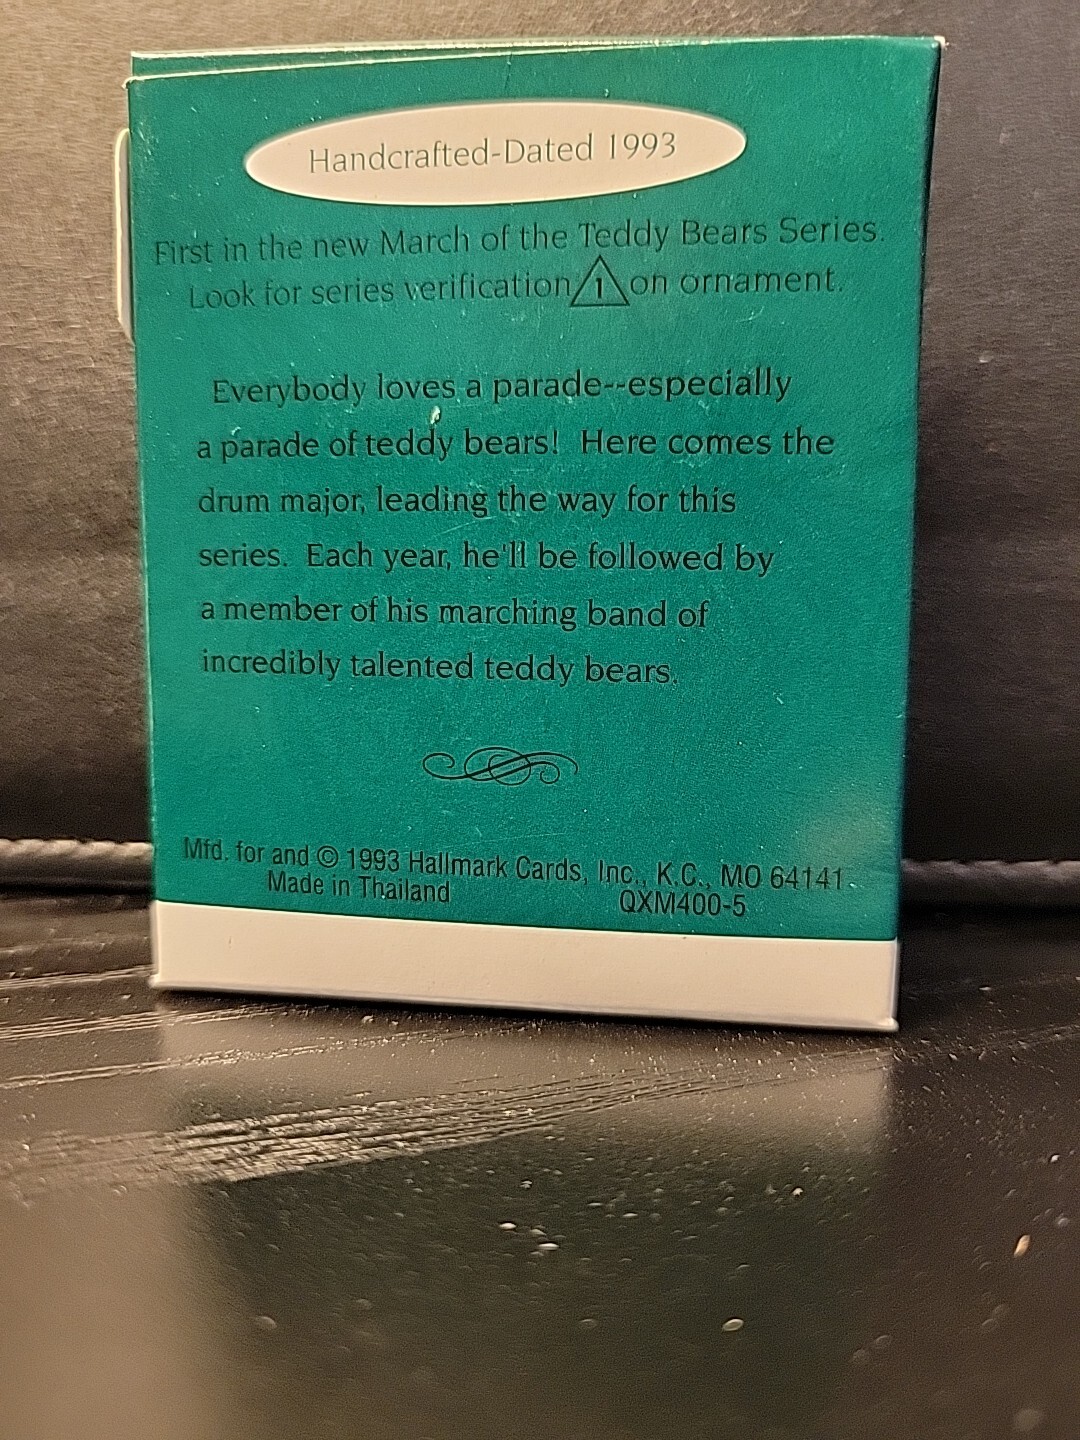 Handcrafted-Dated 1993
First in the new March of the Teddy Bears Series.
Look for series verification 1 on ornament.
Everybody loves a parade--especially
a parade of teddy bears! Here comes the
drum major, leading the way for this
series. Each year, he'll be followed by
a member of his marching band of
incredibly talented teddy bears.
Mfd. for and © 1993 Hallmark Cards, Inc., K.C., MO 64141
Made in Thailand QXM400-5